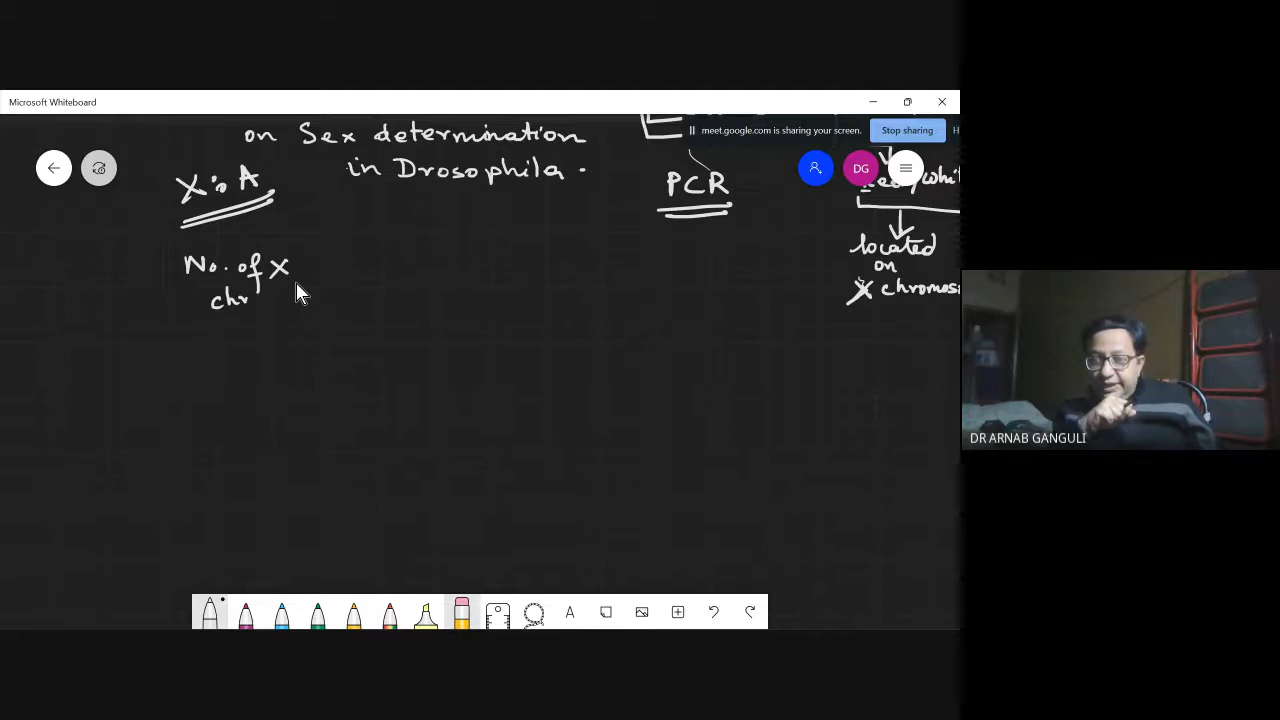 Microsoft Whiteboard
on Sex determination
in Drosophila.
X:A
No. of X
chr
meet.google.com is sharing your screen.
Stop sharing
H
DG
PCR
located
on
X chromos
A
DR ARNAB GANGULI